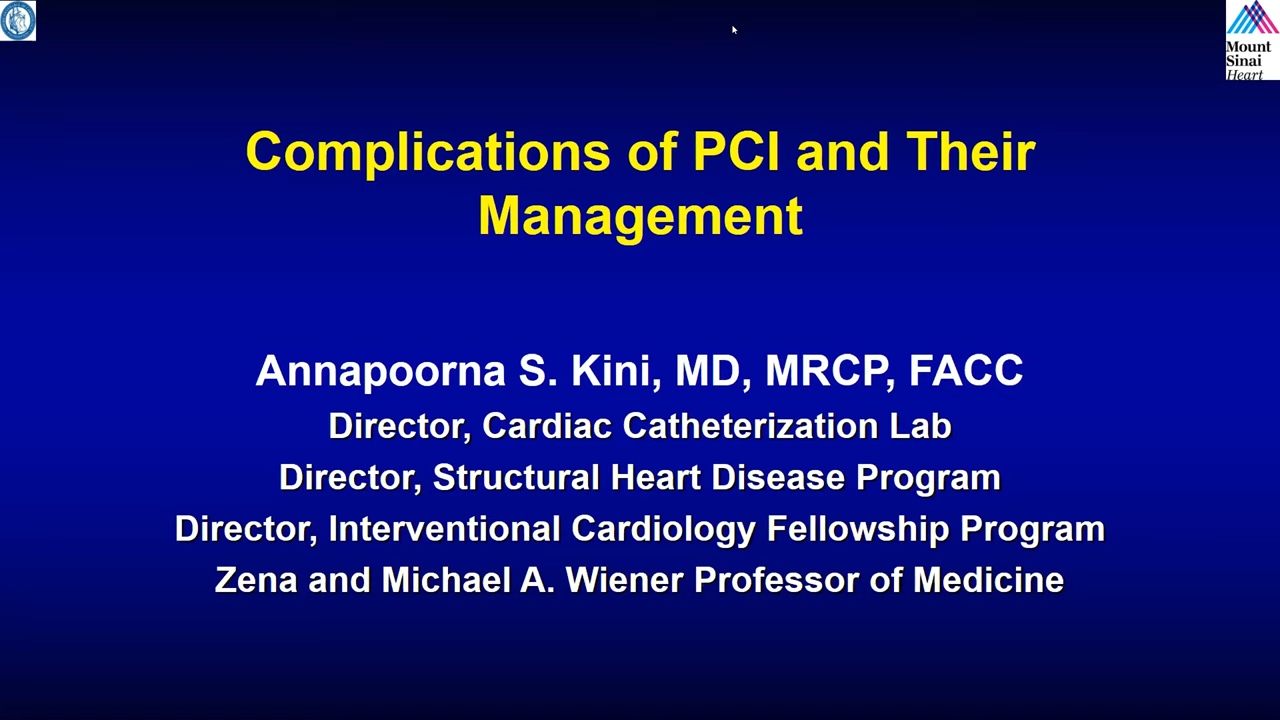 Mount
Sinai
Heart
Complications of PCI and Their
Management
Annapoorna S. Kini, MD, MRCP, FACC
Director, Cardiac Catheterization Lab
Director, Structural Heart Disease Program
Director, Interventional Cardiology Fellowship Program
Zena and Michael A. Wiener Professor of Medicine